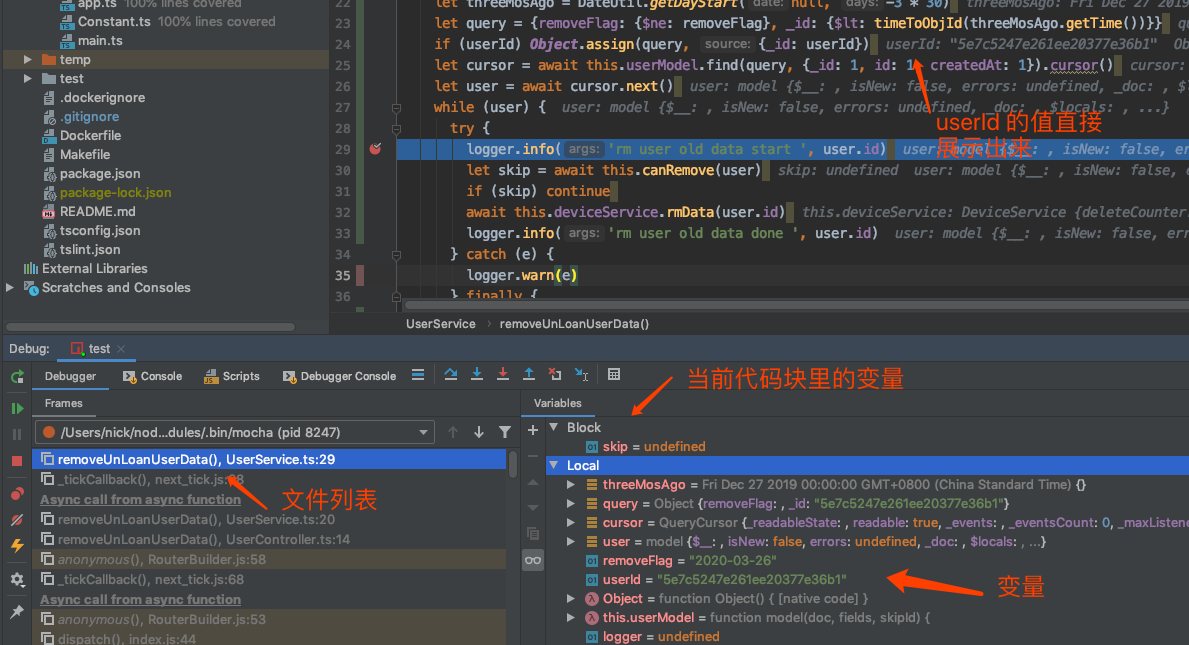 app.ts 100% lines covered
Constant.ts 100% lines covered
main.ts
temp
test
.dockerignore
.gitignore
Dockerfile
Makefile
package.json
package-lock.json
README.md
tsconfig.json
tslint.json
External Libraries
Scratches and Consoles
22 let threeMosAgo = DateUtil.getDayStart( date: null, days: -3 * 30) threeMosAgo: Fri Dec 27 2019
23 let query = {removeFlag: {$ne: removeFlag}, _id: {$lt: timeToObjId(threeMosAgo.getTime())}}
24 if (userId) Object.assign(query, source: {_id: userId}) userId: "5e7c5247e261ee20377e36b1"
25 let cursor = await this.userModel.find(query, {_id: 1, id: 1, createdAt: 1}).cursor() cursor:
26 let user = await cursor.next() user: model {$__: , isNew: false, errors: undefined, _doc: , $l
27 while (user) { user: model {$__: , isNew: false, errors: undefined, _doc: , $locals: , ...}
28 try {
29 logger.info( args: 'rm user old data start ', user.id) user: model {$__: , isNew: false, er
30 let skip = await this.canRemove(user) skip: undefined user: model {$__: , isNew: false, e
31 if (skip) continue
32 await this.deviceService.rmData(user.id) this.deviceService: DeviceService {deleteCounter:
33 logger.info( args: 'rm user old data done ', user.id) user: model {$__: , isNew: false, err
34 } catch (e) {
35 logger.warn(e)
36 } finally {
userId 的值直接
展示出来
UserService › removeUnLoanUserData()
Debug: test ×
Debugger Console Scripts Debugger Console
当前代码块里的变量
Frames
/Users/nick/nod...dules/.bin/mocha (pid 8247)
removeUnLoanUserData(), UserService.ts:29
_tickCallback(), next_tick.js:68
Async call from async function
removeUnLoanUserData(), UserService.ts:20
removeUnLoanUserData(), UserController.ts:14
anonymous(), RouterBuilder.js:58
_tickCallback(), next_tick.js:68
Async call from async function
anonymous(), RouterBuilder.js:53
dispatch(), index.js:44
文件列表
Variables
Block
skip = undefined
Local
threeMosAgo = Fri Dec 27 2019 00:00:00 GMT+0800 (China Standard Time) {}
query = Object {removeFlag: , _id: "5e7c5247e261ee20377e36b1"}
cursor = QueryCursor {_readableState: , readable: true, _events: , _eventsCount: 0, _maxListene
user = model {$__: , isNew: false, errors: undefined, _doc: , $locals: , ...}
removeFlag = "2020-03-26"
userId = "5e7c5247e261ee20377e36b1"
Object = function Object() { [native code] }
this.userModel = function model(doc, fields, skipId) {
logger = undefined
变量